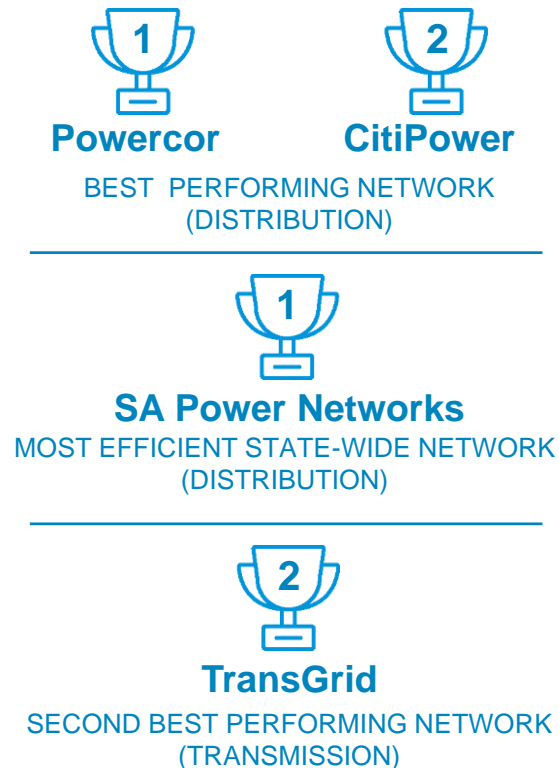 1 2
Powercor CitiPower
BEST PERFORMING NETWORK
(DISTRIBUTION)
1
SA Power Networks
MOST EFFICIENT STATE-WIDE NETWORK
(DISTRIBUTION)
2
TransGrid
SECOND BEST PERFORMING NETWORK
(TRANSMISSION)